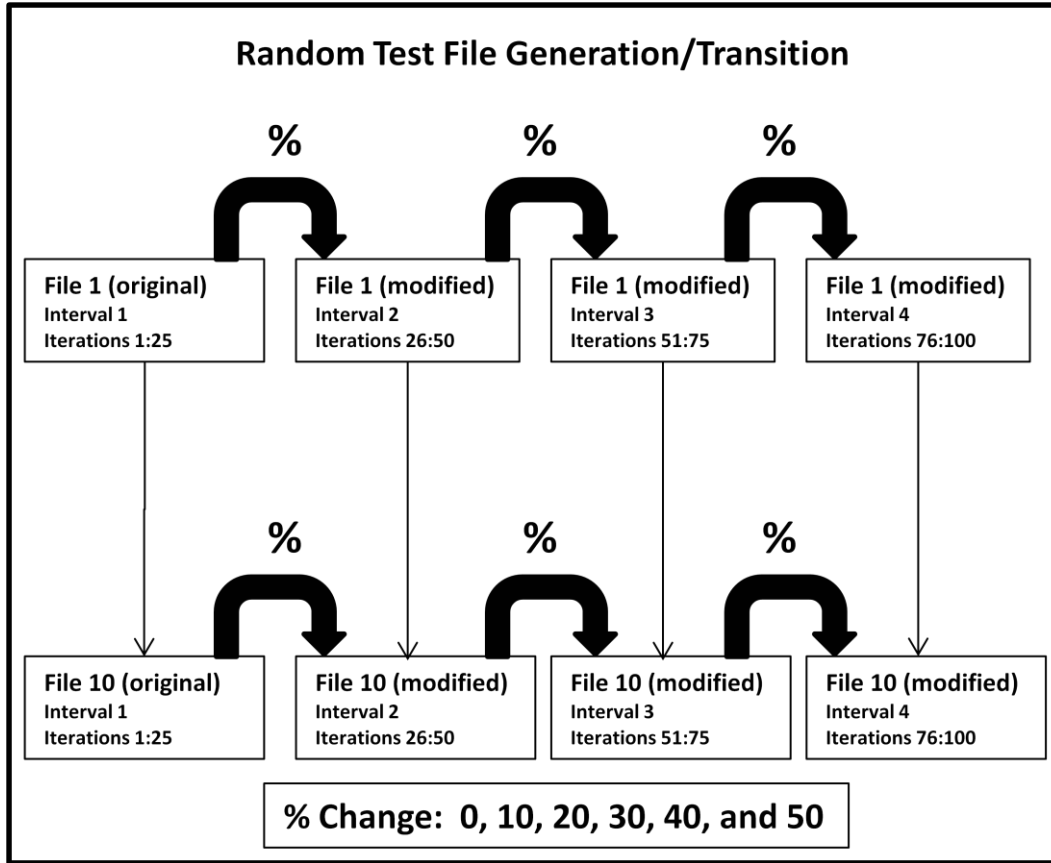 Random Test File Generation/Transition
% % %
File 1 (original)
Interval 1
Iterations 1:25
File 1 (modified)
Interval 2
Iterations 26:50
File 1 (modified)
Interval 3
Iterations 51:75
File 1 (modified)
Interval 4
Iterations 76:100
% % %
File 10 (original)
Interval 1
Iterations 1:25
File 10 (modified)
Interval 2
Iterations 26:50
File 10 (modified)
Interval 3
Iterations 51:75
File 10 (modified)
Interval 4
Iterations 76:100
% Change: 0, 10, 20, 30, 40, and 50